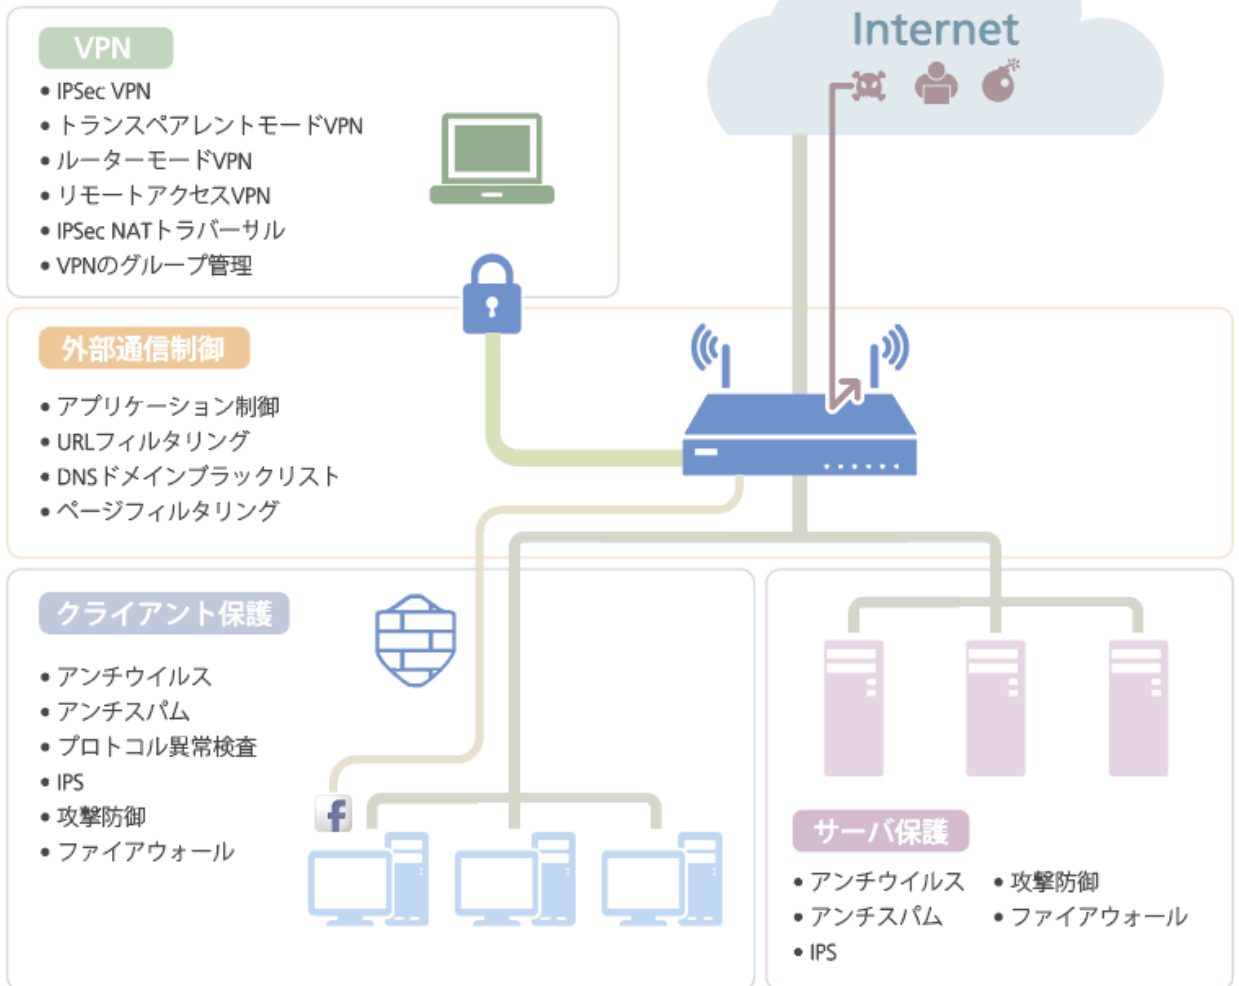 Internet
VPN
• IPSec VPN
• トランスペアレントモードVPN
• ルーターモードVPN
• リモートアクセスVPN
• IPSec NATトラバーサル
• VPNのグループ管理
外部通信制御
• アプリケーション制御
• URLフィルタリング
• DNSドメインブラックリスト
• ページフィルタリング
クライアント保護
• アンチウイルス
• アンチスパム
• プロトコル異常検査
• IPS
• 攻撃防御
• ファイアウォール
f
サーバ保護
• アンチウイルス
• アンチスパム
• IPS
• 攻撃防御
• ファイアウォール